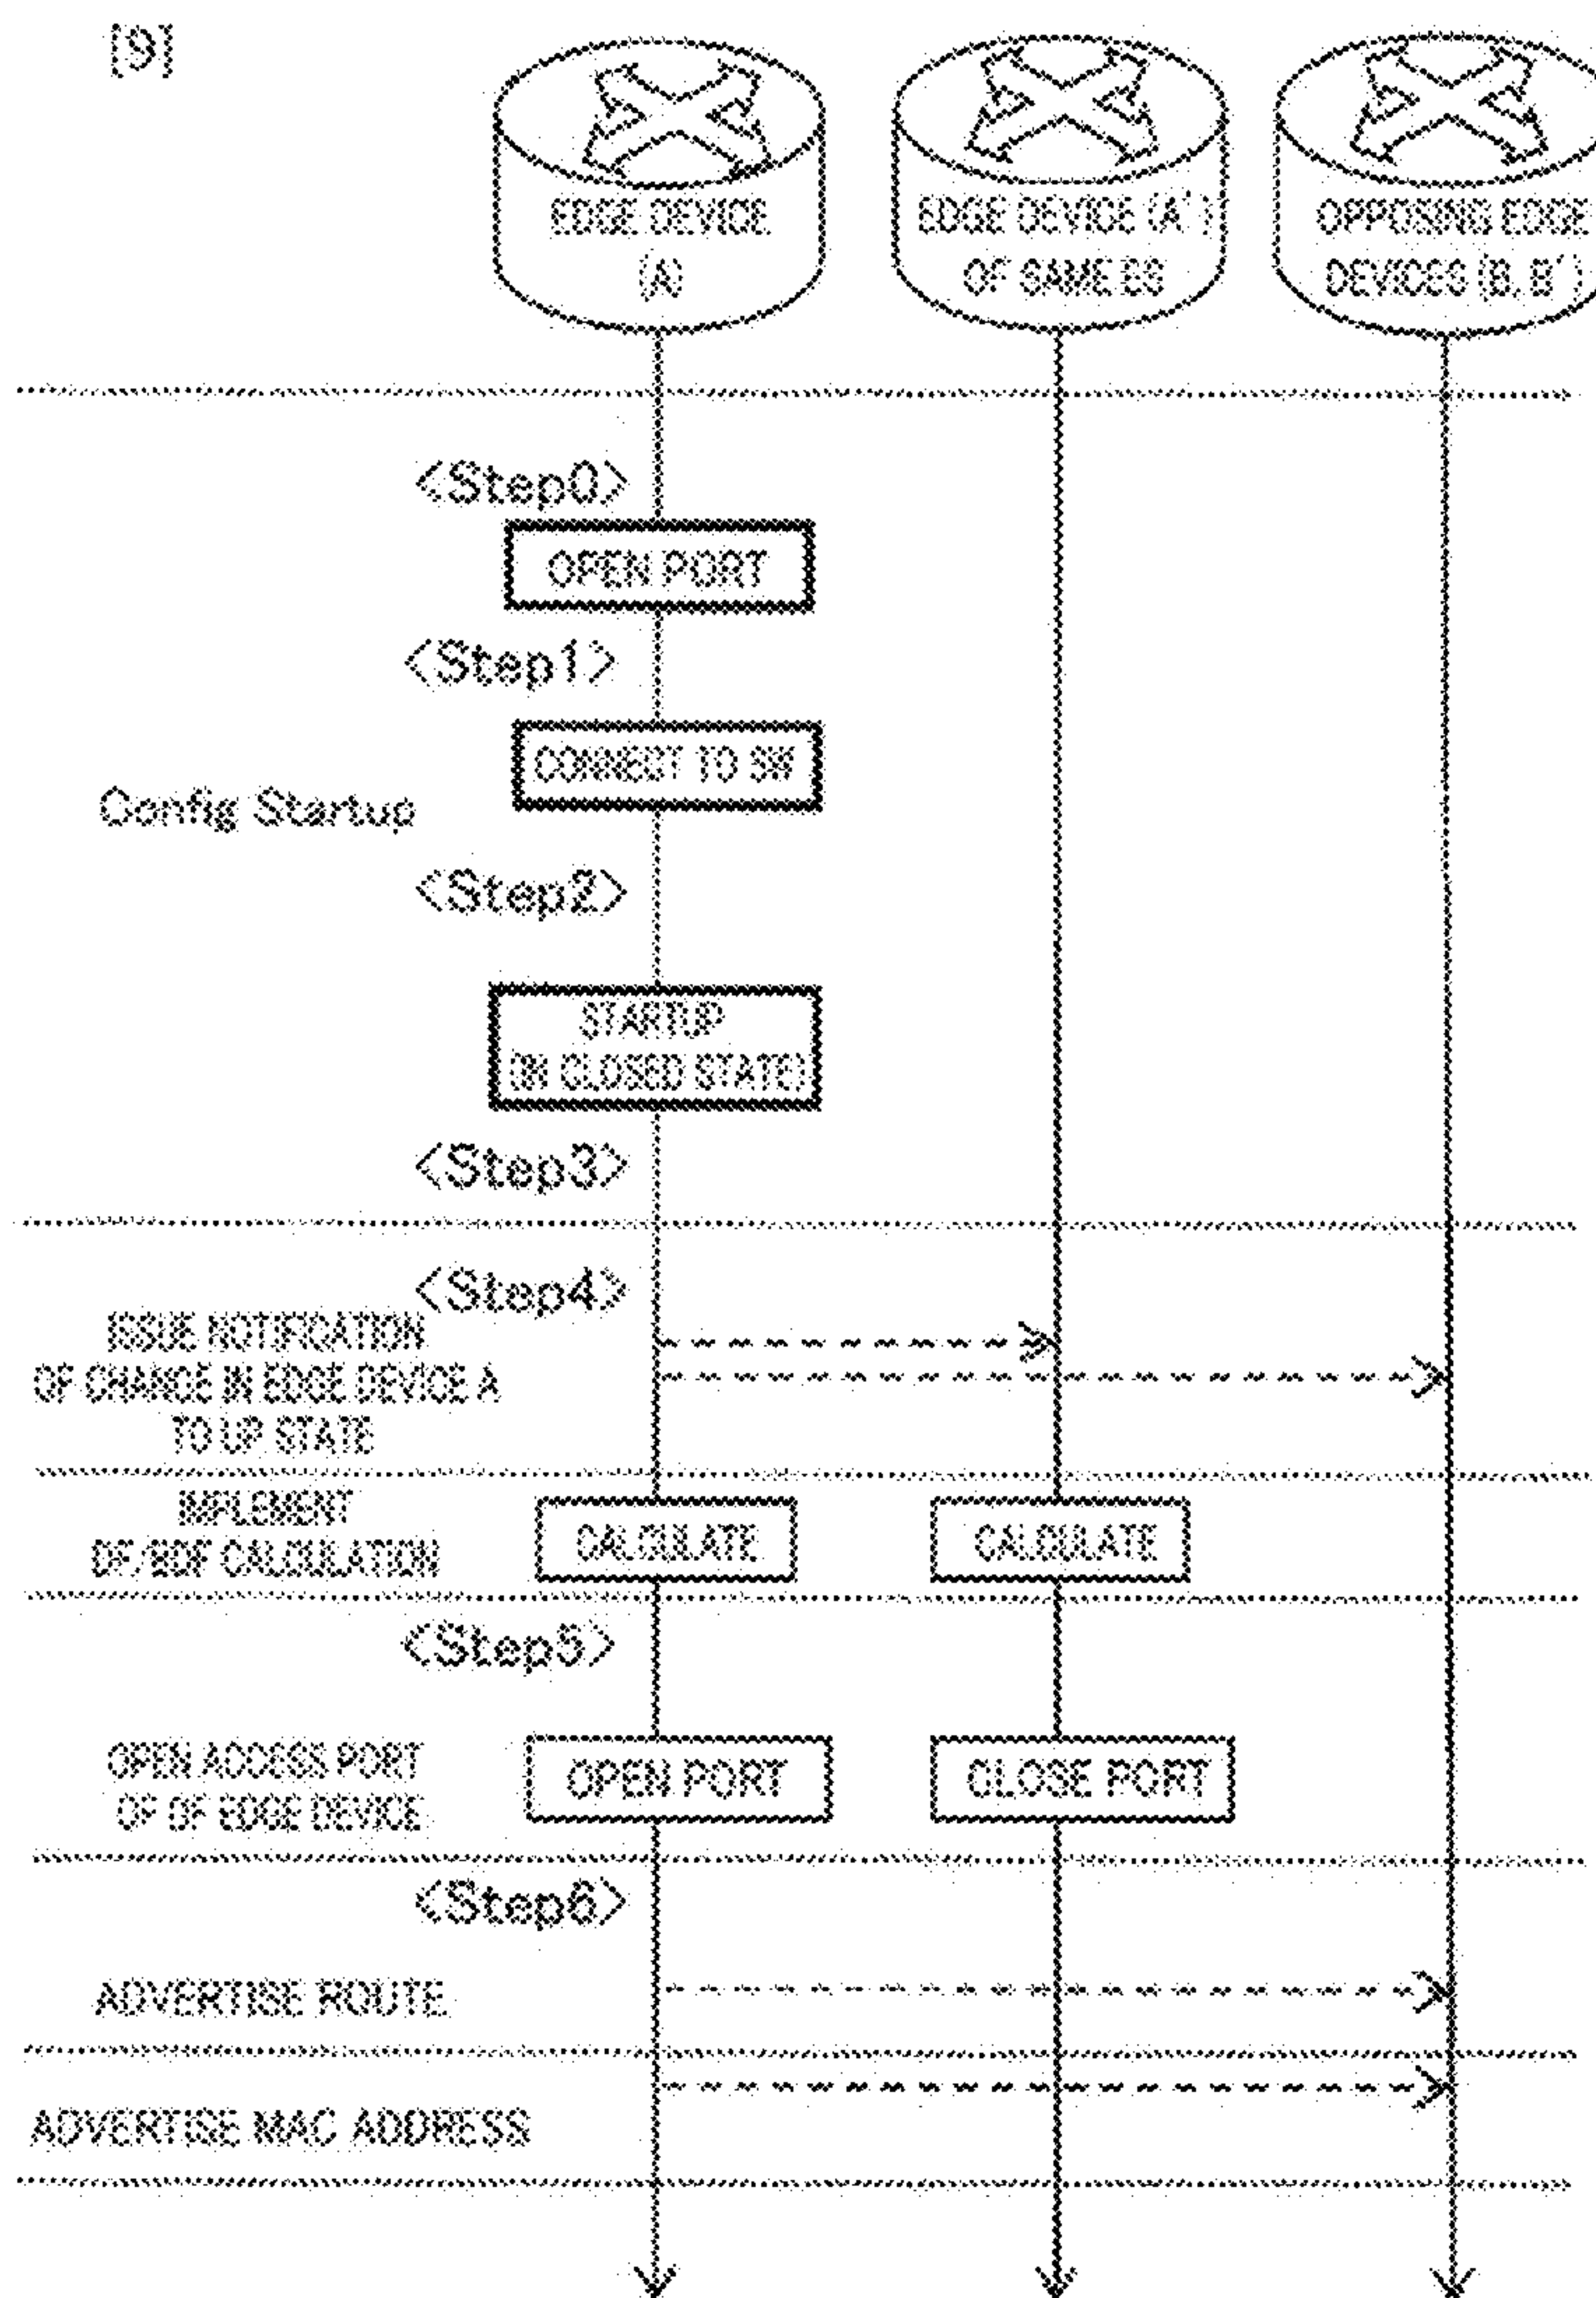 [9]
EDGE DEVICE
(A)
EDGE DEVICE (A´)
OF SAME ES
OPPOSING EDGE
DEVICES (B, B´)
<Step0>
OPEN PORT
<Step1>
CONNECT TO SW
Config Startup
<Step2>
STARTUP
(IN CLOSED STATE)
<Step3>
<Step4>
ISSUE NOTIFICATION
OF CHANGE IN EDGE DEVICE A
TO UP STATE
IMPLEMENT
DF/BDF CALCULATION
CALCULATE
CALCULATE
<Step5>
OPEN ACCESS PORT
OF DF EDGE DEVICE
OPEN PORT
CLOSE PORT
<Step6>
ADVERTISE ROUTE
ADVERTISE MAC ADDRESS